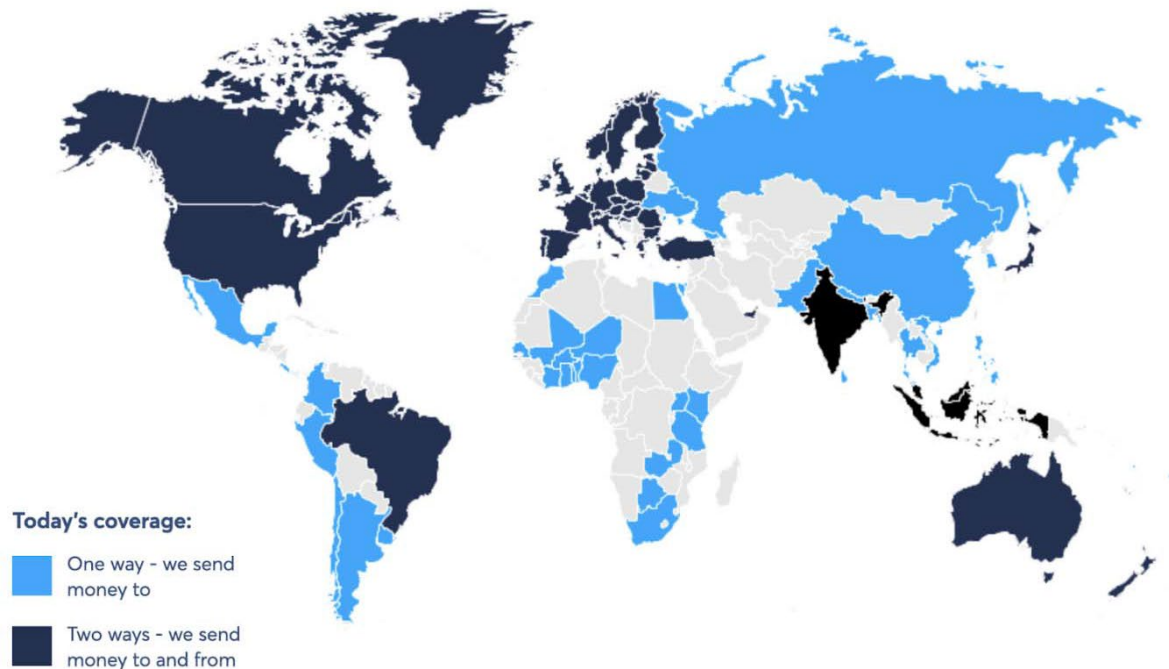 Today's coverage:
One way - we send
money to
Two ways - we send
money to and from